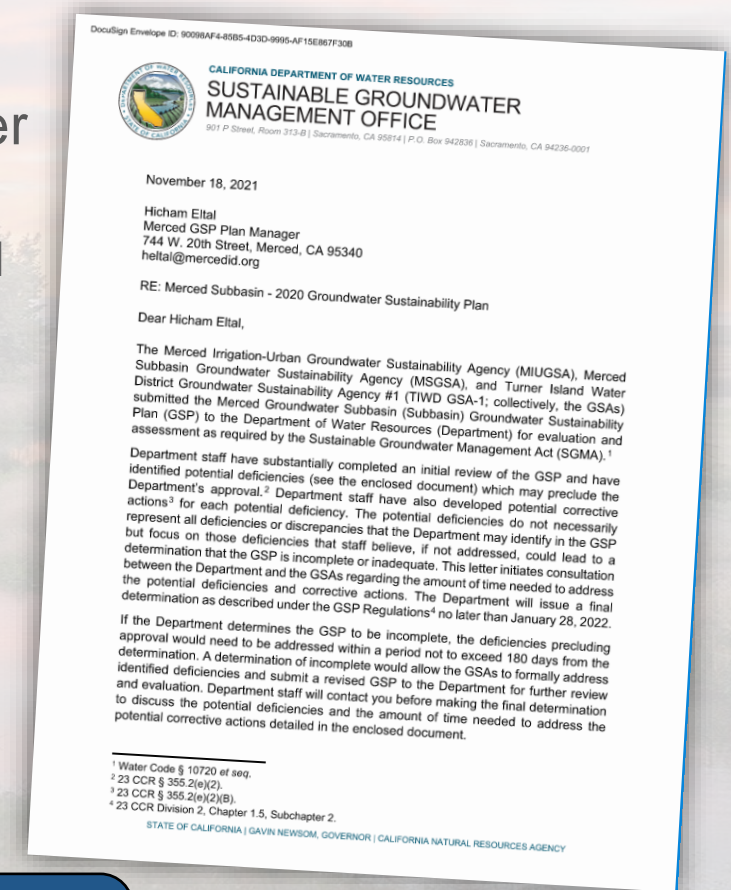 er
DocuSign Envelope ID: 90098AF4-85B5-4D3D-9995-AF15E867F30B
CALIFORNIA DEPARTMENT OF WATER RESOURCES
SUSTAINABLE GROUNDWATER
MANAGEMENT OFFICE
901 P Street, Room 313-B | Sacramento, CA 95814 | P.O. Box 942836 | Sacramento, CA 94236-0001
November 18, 2021
Hicham Eltal
Merced GSP Plan Manager
744 W. 20th Street, Merced, CA 95340
heltal@mercedid.org
RE: Merced Subbasin - 2020 Groundwater Sustainability Plan
Dear Hicham Eltal,
The Merced Irrigation-Urban Groundwater Sustainability Agency (MIUGSA), Merced
Subbasin Groundwater Sustainability Agency (MSGSA), and Turner Island Water
District Groundwater Sustainability Agency #1 (TIWD GSA-1; collectively, the GSAs)
submitted the Merced Groundwater Subbasin (Subbasin) Groundwater Sustainability
Plan (GSP) to the Department of Water Resources (Department) for evaluation and
assessment as required by the Sustainable Groundwater Management Act (SGMA).¹
Department staff have substantially completed an initial review of the GSP and have
identified potential deficiencies (see the enclosed document) which may preclude the
Department's approval.² Department staff have also developed potential corrective
actions³ for each potential deficiency. The potential deficiencies do not necessarily
represent all deficiencies or discrepancies that the Department may identify in the GSP
but focus on those deficiencies that staff believe, if not addressed, could lead to a
determination that the GSP is incomplete or inadequate. This letter initiates consultation
between the Department and the GSAs regarding the amount of time needed to address
the potential deficiencies and corrective actions. The Department will issue a final
determination as described under the GSP Regulations⁴ no later than January 28, 2022.
If the Department determines the GSP to be incomplete, the deficiencies precluding
approval would need to be addressed within a period not to exceed 180 days from the
determination. A determination of incomplete would allow the GSAs to formally address
identified deficiencies and submit a revised GSP to the Department for further review
and evaluation. Department staff will contact you before making the final determination
to discuss the potential deficiencies and the amount of time needed to address the
potential corrective actions detailed in the enclosed document.
¹ Water Code § 10720 et seq.
² 23 CCR § 355.2(e)(2).
³ 23 CCR § 355.2(e)(2)(B).
⁴ 23 CCR Division 2, Chapter 1.5, Subchapter 2.
STATE OF CALIFORNIA | GAVIN NEWSOM, GOVERNOR | CALIFORNIA NATURAL RESOURCES AGENCY